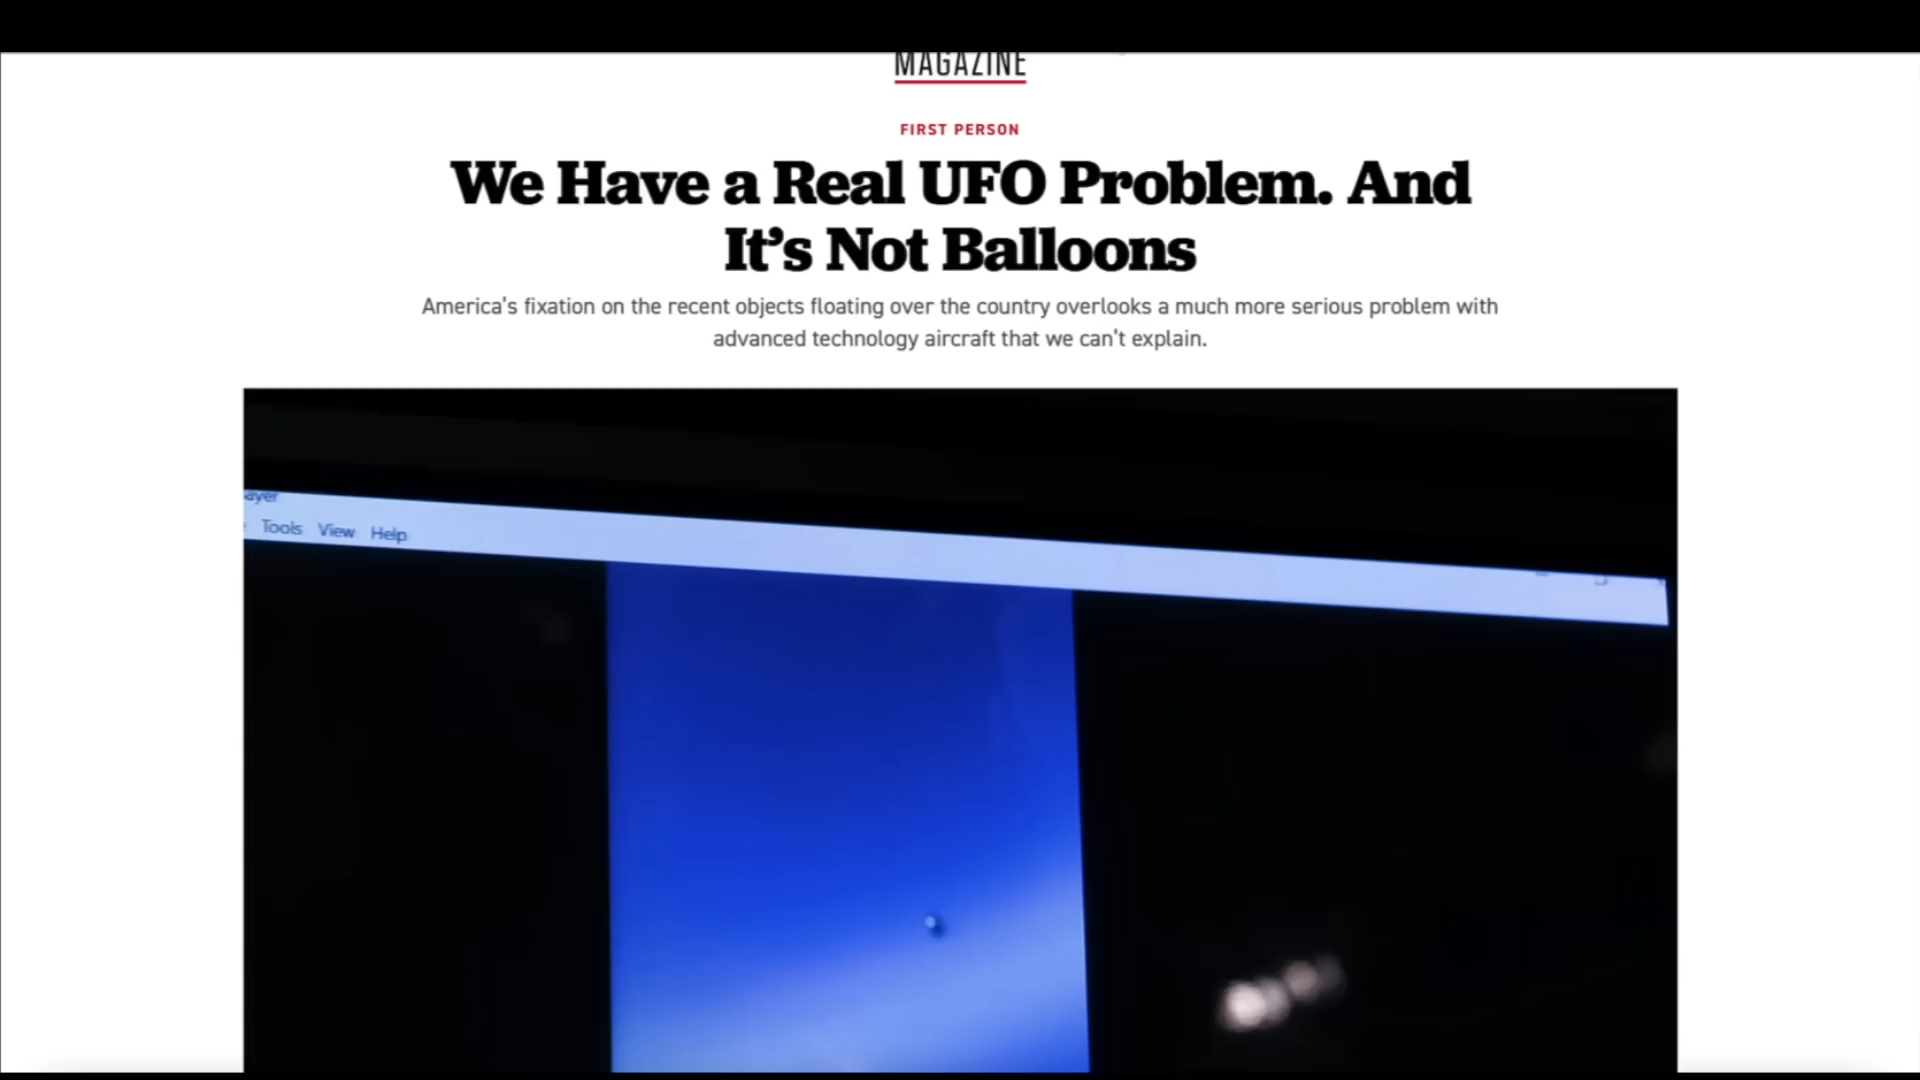 MAGAZINE
FIRST PERSON
We Have a Real UFO Problem. And
It’s Not Balloons
America’s fixation on the recent objects floating over the country overlooks a much more serious problem with
advanced technology aircraft that we can’t explain.
ayer
Tools View Help